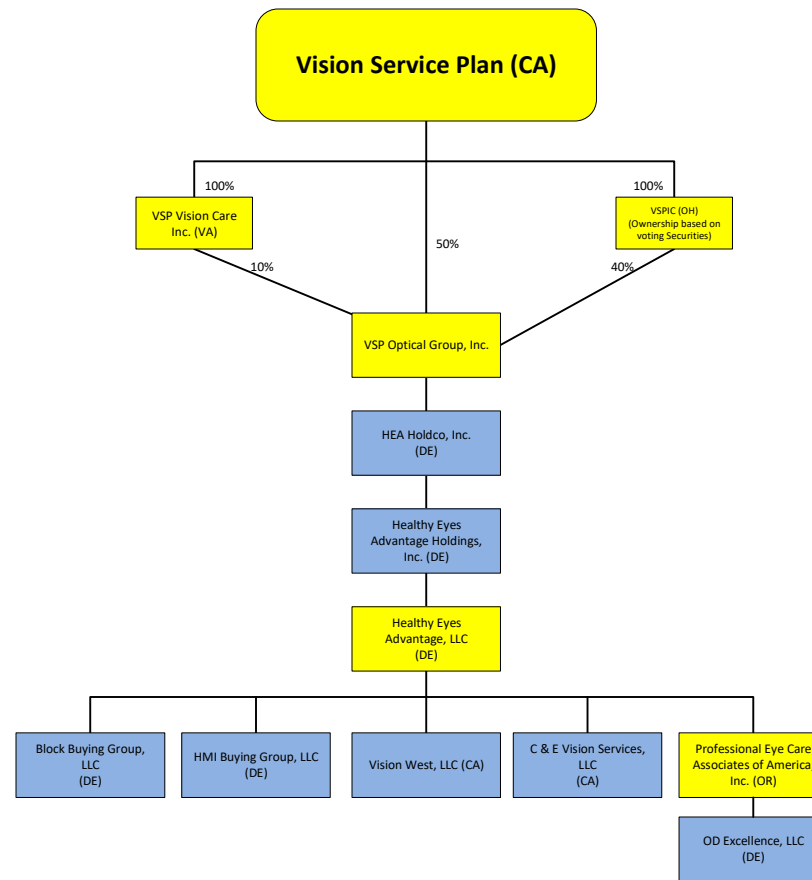 Vision Service Plan (CA)
100%
100%
VSP Vision Care
Inc. (VA)
VSPIC (OH)
(Ownership based on
voting Securities)
50%
10%
40%
VSP Optical Group, Inc.
HEA Holdco, Inc.
(DE)
Healthy Eyes
Advantage Holdings,
Inc. (DE)
Healthy Eyes
Advantage, LLC
(DE)
Block Buying Group,
LLC
(DE)
HMI Buying Group, LLC
(DE)
Vision West, LLC (CA)
C & E Vision Services,
LLC
(CA)
Professional Eye Care
Associates of America,
Inc. (OR)
OD Excellence, LLC
(DE)